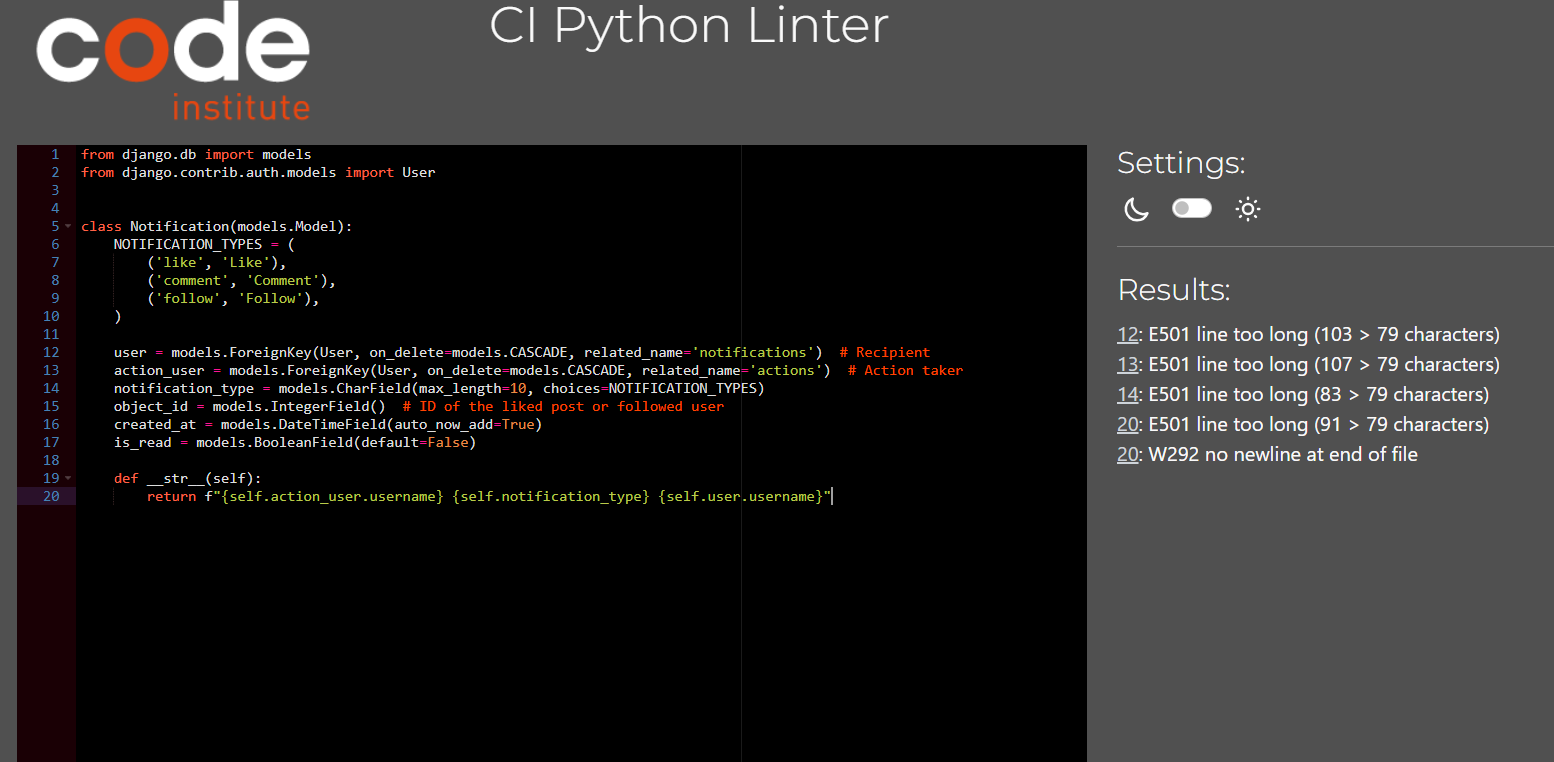 code
institute
CI Python Linter
1 from django.db import models
2 from django.contrib.auth.models import User
3
4
5 class Notification(models.Model):
6     NOTIFICATION_TYPES = (
7         ('like', 'Like'),
8         ('comment', 'Comment'),
9         ('follow', 'Follow'),
10     )
11
12     user = models.ForeignKey(User, on_delete=models.CASCADE, related_name='notifications')  # Recipient
13     action_user = models.ForeignKey(User, on_delete=models.CASCADE, related_name='actions')  # Action taker
14     notification_type = models.CharField(max_length=10, choices=NOTIFICATION_TYPES)
15     object_id = models.IntegerField()  # ID of the liked post or followed user
16     created_at = models.DateTimeField(auto_now_add=True)
17     is_read = models.BooleanField(default=False)
18
19     def __str__(self):
20         return f"{self.action_user.username} {self.notification_type} {self.user.username}"
Settings:
Results:
12: E501 line too long (103 > 79 characters)
13: E501 line too long (107 > 79 characters)
14: E501 line too long (83 > 79 characters)
20: E501 line too long (91 > 79 characters)
20: W292 no newline at end of file